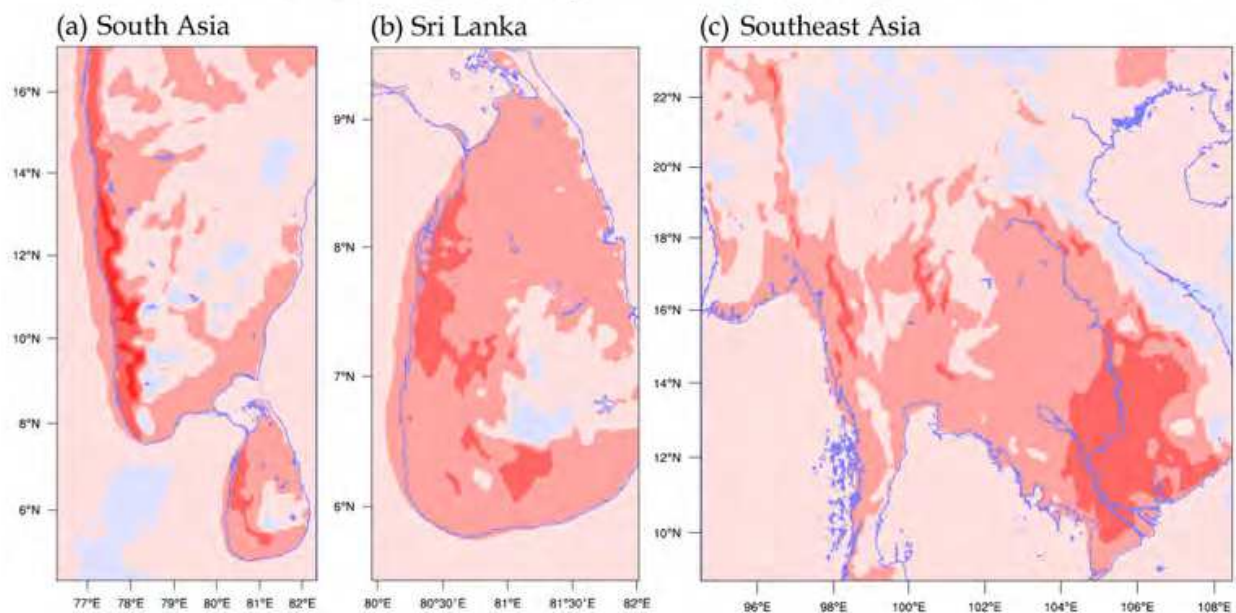 (a) South Asia
(b) Sri Lanka
(c) Southeast Asia
16°N
14°N
13°N
12°N
10°N
9°N
8°N
6°N
77°E 78°E 79°E 80°E 81°E 82°E
9°N
8°N
7°N
6°N
80°E 80°30'E 81°E 81°30'E 82°E
22°N
20°N
18°N
16°N
14°N
12°N
10°N
96°E 98°E 100°E 102°E 104°E 106°E 108°E